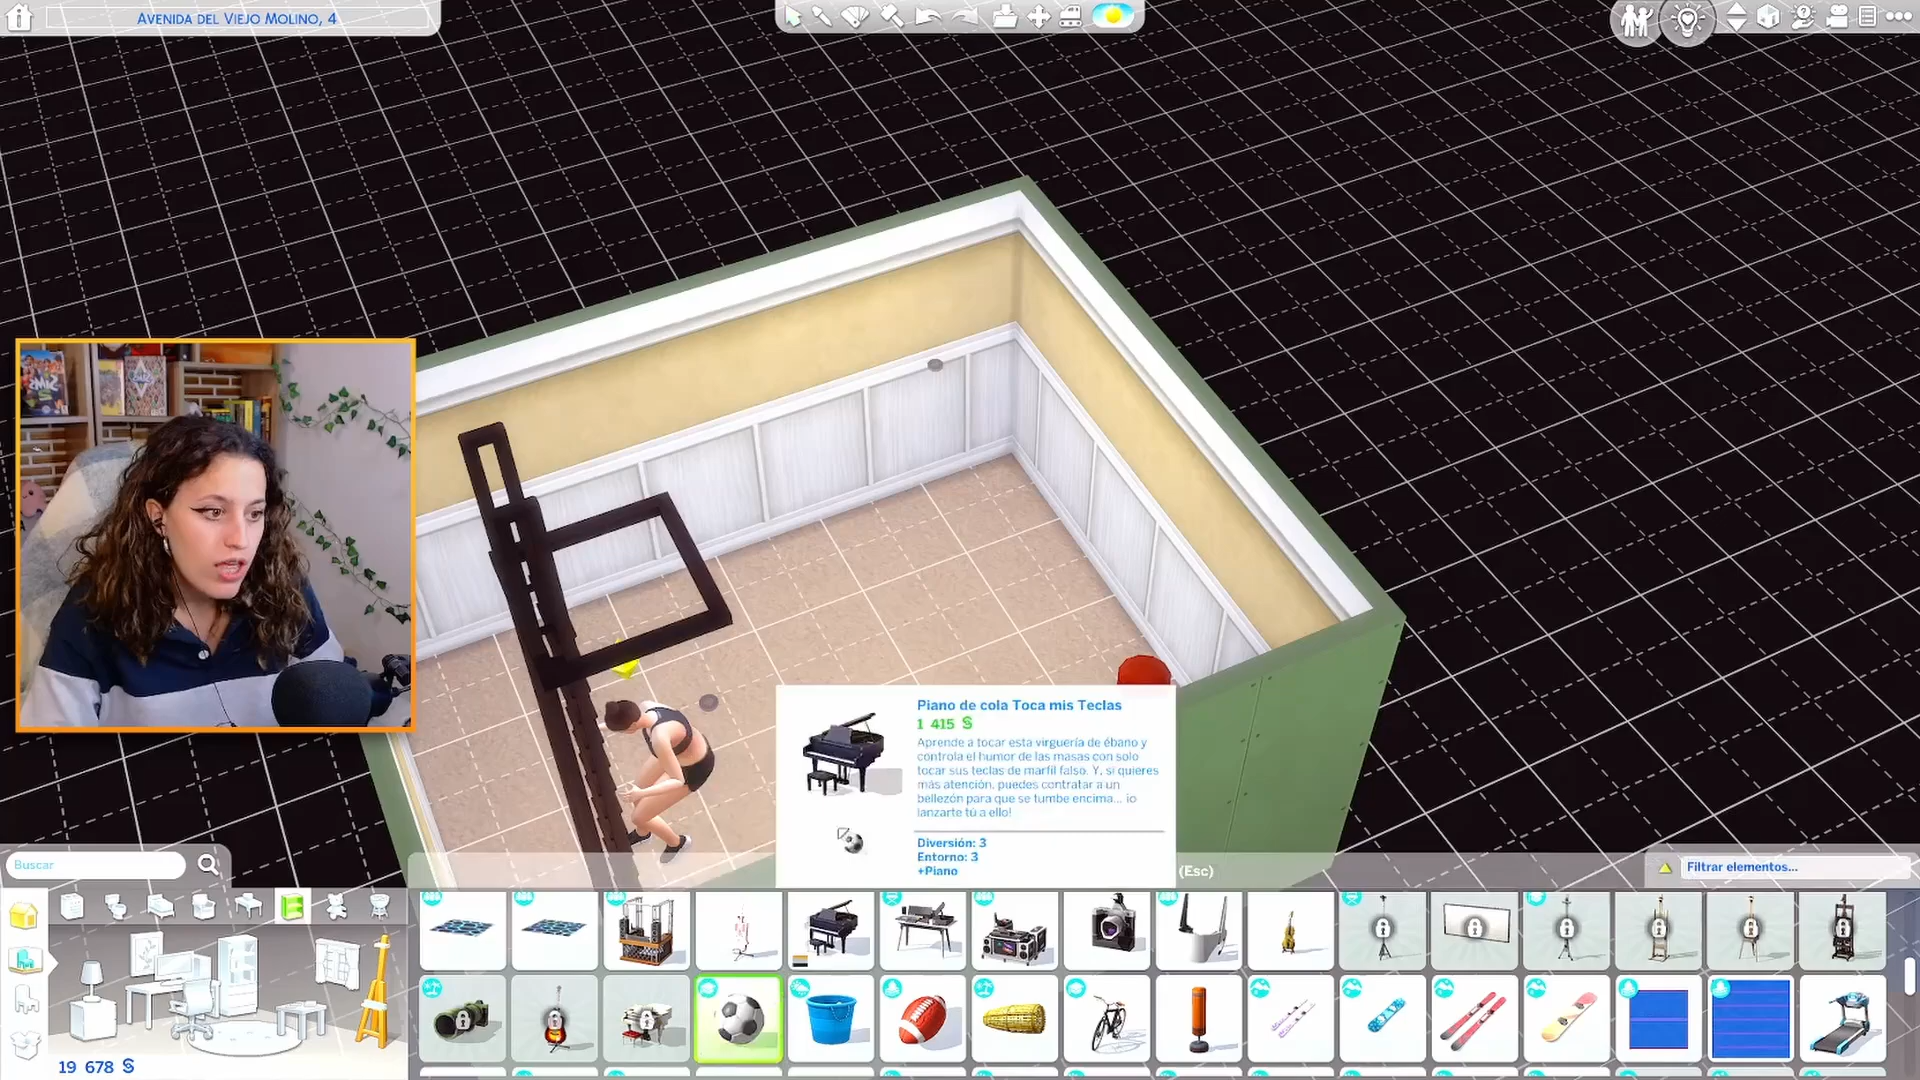 AVENIDA DEL VIEJO MOLINO, 4
SIMS
SIMS
Piano de cola Toca mis Teclas
1 415 $
Aprende a tocar esta virguería de ébano y
controla el humor de las masas con solo
tocar sus teclas de marfil falso. Y, si quieres
más atención, puedes contratar a un
bellezón para que se tumbe encima... ¡o
lanzarte tú a ello!
Diversión: 3
Entorno: 3
+Piano
(Esc)
Buscar
Filtrar elementos...
19 678 $